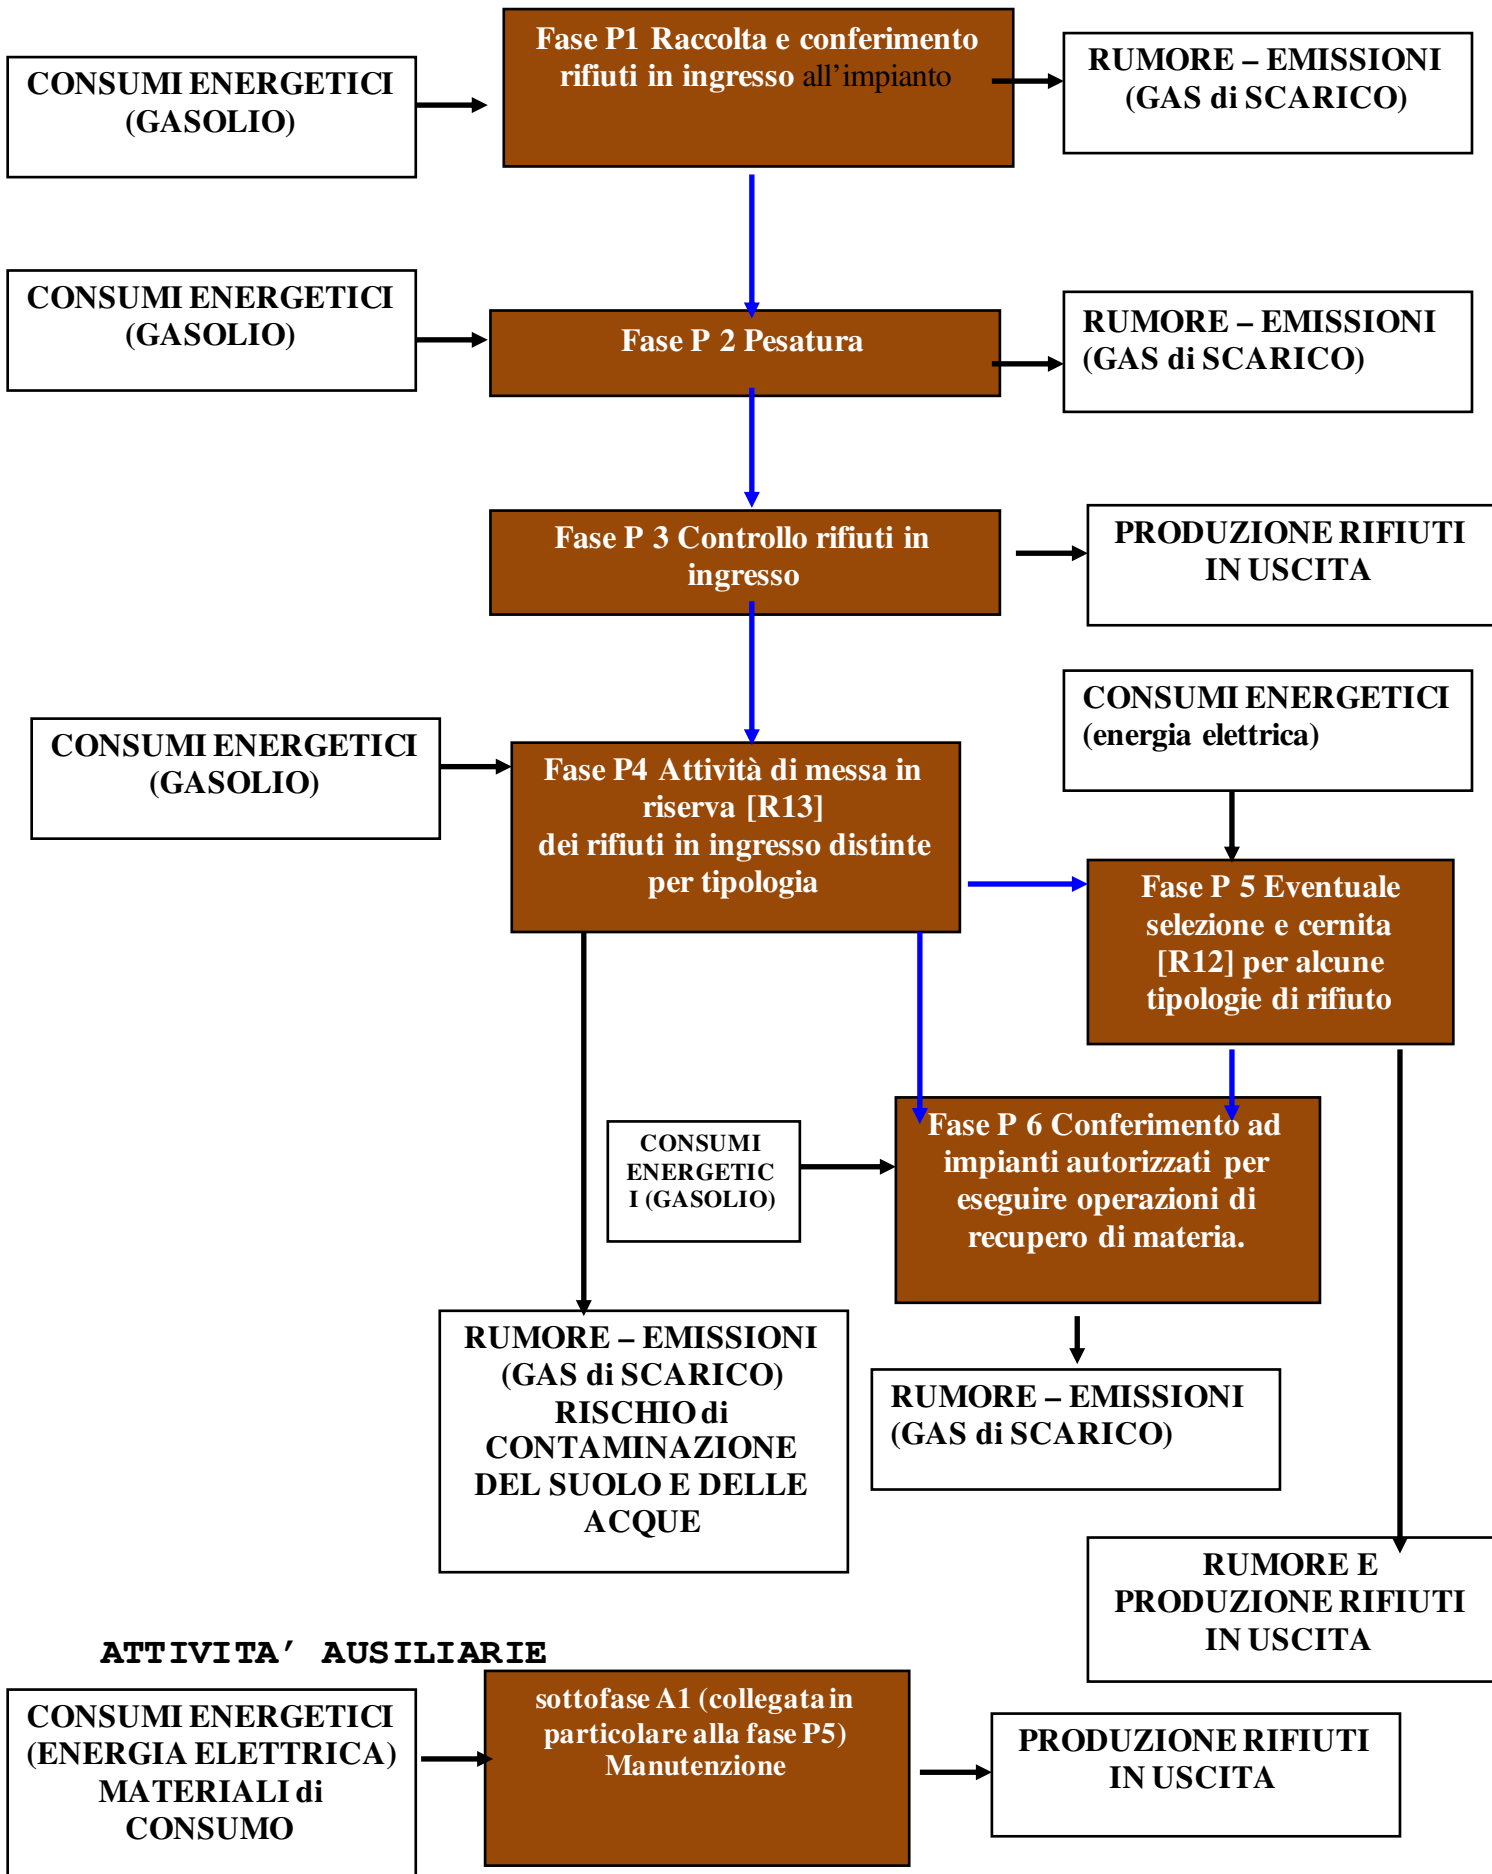 Fase P1 Raccolta e conferimento
rifiuti in ingresso all’impianto
CONSUMI ENERGETICI
(GASOLIO)
RUMORE – EMISSIONI
(GAS di SCARICO)
CONSUMI ENERGETICI
(GASOLIO)
Fase P 2 Pesatura
RUMORE – EMISSIONI
(GAS di SCARICO)
Fase P 3 Controllo rifiuti in
ingresso
PRODUZIONE RIFIUTI
IN USCITA
CONSUMI ENERGETICI
(energia elettrica)
CONSUMI ENERGETICI
(GASOLIO)
Fase P4 Attività di messa in
riserva [R13]
dei rifiuti in ingresso distinte
per tipologia
Fase P 5 Eventuale
selezione e cernita
[R12] per alcune
tipologie di rifiuto
CONSUMI
ENERGETIC
I (GASOLIO)
Fase P 6 Conferimento ad
impianti autorizzati per
eseguire operazioni di
recupero di materia.
RUMORE – EMISSIONI
(GAS di SCARICO)
RISCHIO di
CONTAMINAZIONE
DEL SUOLO E DELLE
ACQUE
RUMORE – EMISSIONI
(GAS di SCARICO)
RUMORE E
PRODUZIONE RIFIUTI
IN USCITA
ATTIVITA’ AUSILIARIE
CONSUMI ENERGETICI
(ENERGIA ELETTRICA)
MATERIALI di
CONSUMO
sottofase A1 (collegata in
particolare alla fase P5)
Manutenzione
PRODUZIONE RIFIUTI
IN USCITA